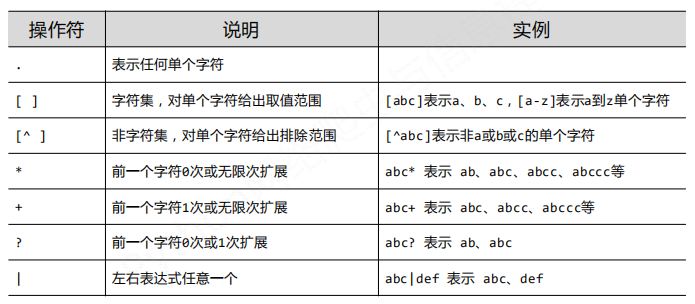 操作符 说明 实例
. 表示任何单个字符
[ ] 字符集，对单个字符给出取值范围 [abc]表示a、b、c，[a-z]表示a到z单个字符
[^ ] 非字符集，对单个字符给出排除范围 [^abc]表示非a或b或c的单个字符
* 前一个字符0次或无限次扩展 abc* 表示 ab、abc、abcc、abccc等
+ 前一个字符1次或无限次扩展 abc+ 表示 abc、abcc、abccc等
? 前一个字符0次或1次扩展 abc? 表示 ab、abc
| 左右表达式任意一个 abc|def 表示 abc、def